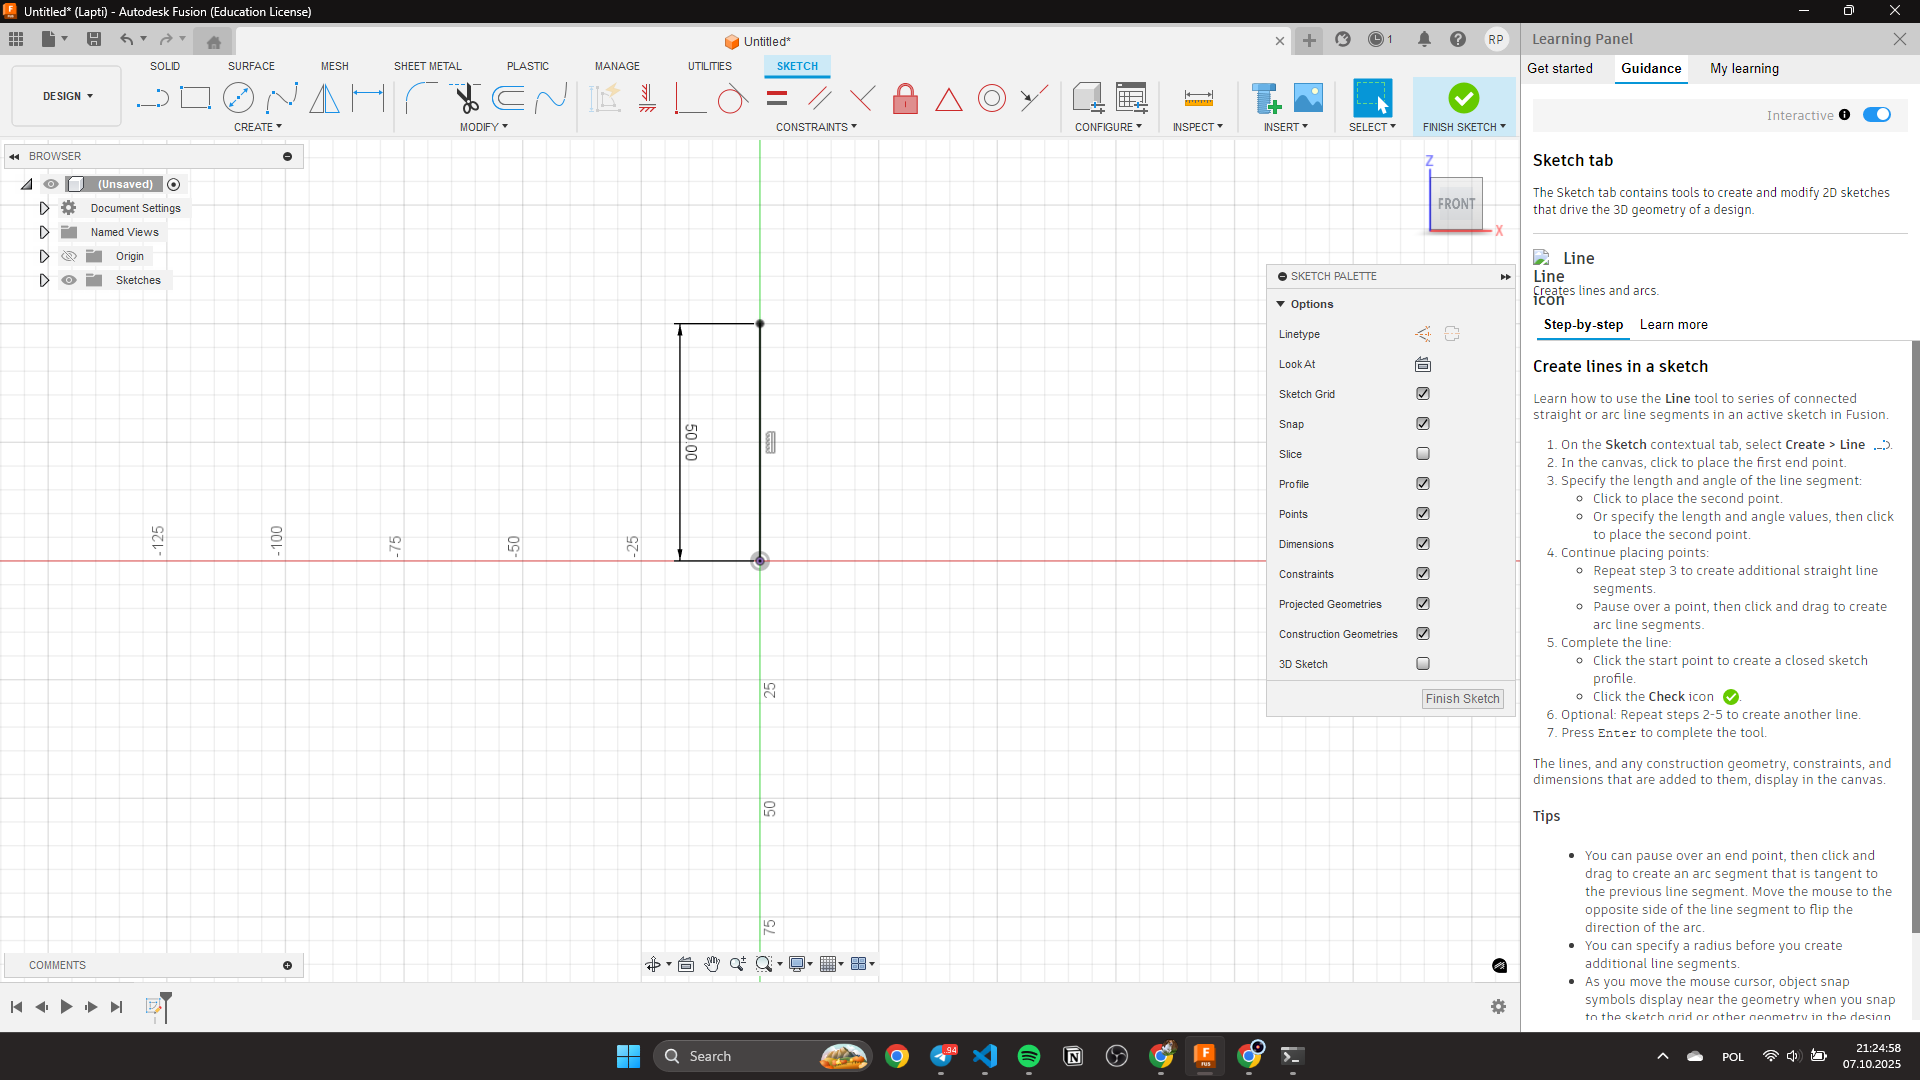 Untitled* (Lapti) - Autodesk Fusion (Education License)
Untitled*
1
RP
Learning Panel
DESIGN
SOLID
SURFACE
MESH
SHEET METAL
PLASTIC
MANAGE
UTILITIES
SKETCH
CREATE
MODIFY
CONSTRAINTS
CONFIGURE
INSPECT
INSERT
SELECT
FINISH SKETCH
Get started
Guidance
My learning
Interactive
BROWSER
(Unsaved)
Document Settings
Named Views
Origin
Sketches
Z
FRONT
X
50.00
-125
-100
-75
-50
-25
25
50
75
SKETCH PALETTE
Options
Linetype
Look At
Sketch Grid
Snap
Slice
Profile
Points
Dimensions
Constraints
Projected Geometries
Construction Geometries
3D Sketch
Finish Sketch
Sketch tab
The Sketch tab contains tools to create and modify 2D sketches
that drive the 3D geometry of a design.
Line
icon
Line
Creates lines and arcs.
Step-by-step
Learn more
Create lines in a sketch
Learn how to use the Line tool to series of connected
straight or arc line segments in an active sketch in Fusion.
1. On the Sketch contextual tab, select Create > Line .
2. In the canvas, click to place the first end point.
3. Specify the length and angle of the line segment:
Click to place the second point.
Or specify the length and angle values, then click
to place the second point.
4. Continue placing points:
Repeat step 3 to create additional straight line
segments.
Pause over a point, then click and drag to create
arc line segments.
5. Complete the line:
Click the start point to create a closed sketch
profile.
Click the Check icon .
6. Optional: Repeat steps 2-5 to create another line.
7. Press Enter to complete the tool.
The lines, and any construction geometry, constraints, and
dimensions that are added to them, display in the canvas.
Tips
You can pause over an end point, then click and
drag to create an arc segment that is tangent to
the previous line segment. Move the mouse to the
opposite side of the line segment to flip the
direction of the arc.
You can specify a radius before you create
additional line segments.
As you move the mouse cursor, object snap
symbols display near the geometry when you snap
to the sketch grid or other geometry in the design
COMMENTS
Search
94
POL
21:24:58
07.10.2025